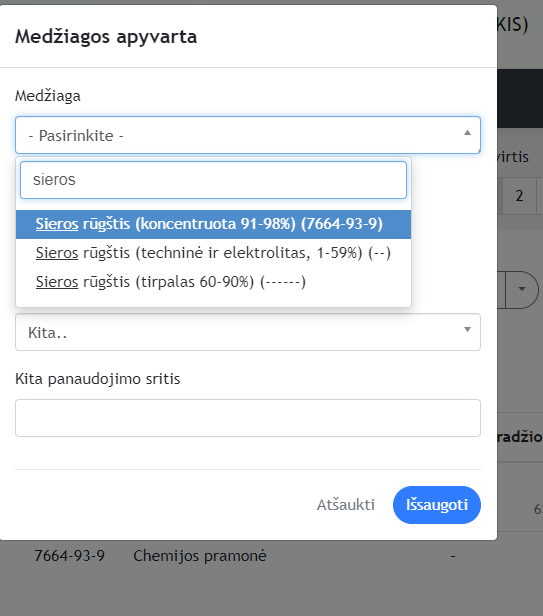 KIS)
Medžiagos apyvarta
Medžiaga
- Pasirinkite -
virtis
sieros
2
Sieros rūgštis (koncentruota 91-98%) (7664-93-9)
Sieros rūgštis (techninė ir elektrolitas, 1-59%) (--)
Sieros rūgštis (tirpalas 60-90%) (------)
Kita..
Kita panaudojimo sritis
radžio
Atšaukti
Išsaugoti
6
7664-93-9 Chemijos pramonė -